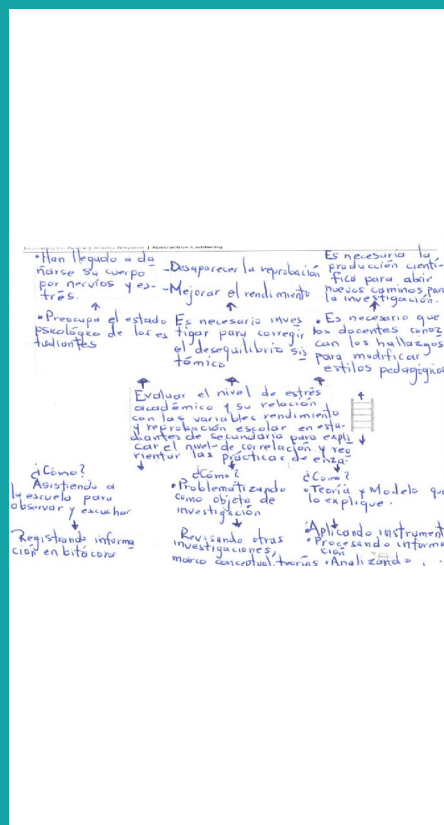 Abstraction Laddering
• Han llegado a da
ñarse su cuerpo
por nervios y es-
trés.
- Desaparecer la reprobación
- Mejorar el rendimiento
Es necesaria la
producción cientí-
fica para abrir
nuevos caminos para
la investigación.
• Preocupa el estado
psicológico de los es
tudiantes
Es necesario inves
tigar para corregir
el desequilibrio sis
témico
• Es necesario que
los docentes conoz
can los hallazgos
para modificar
estilos pedagógicos
Evaluar el nivel de estrés
académico y su relación
con las variables rendimiento
y reprobación escolar en estu-
diantes de secundaria para expli
car el nivel de correlación y reo
rientar las prácticas de enza-
¿Cómo?
Asistiendo a
la escuela para
observar y escuchar
Registrando informa
ción en bitácora
¿Cómo?
• Problematizando
como objeto de
investigación
Revisando otras
investigaciones,
marco conceptual, teorías
¿Como?
• Teoría y Modelo que
lo explique.
• Aplicando instrument
• Procesando informa
ción
• Analizando...